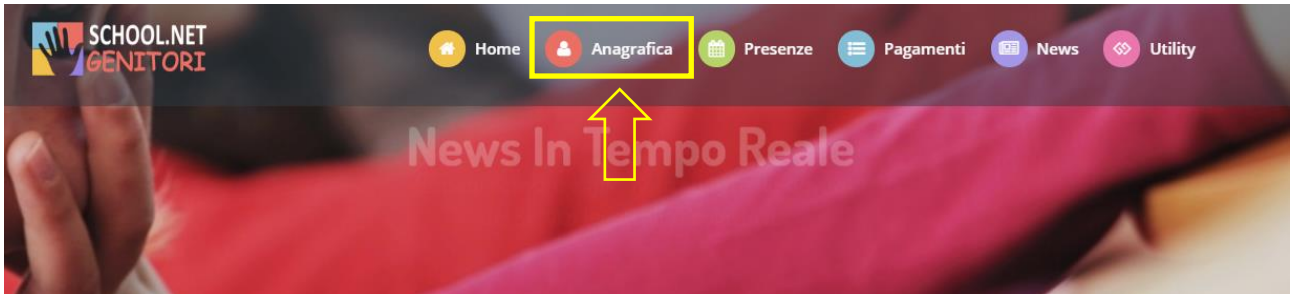 SCHOOL.NET
GENITORI
Home Anagrafica Presenze Pagamenti News Utility
News In Tempo Reale